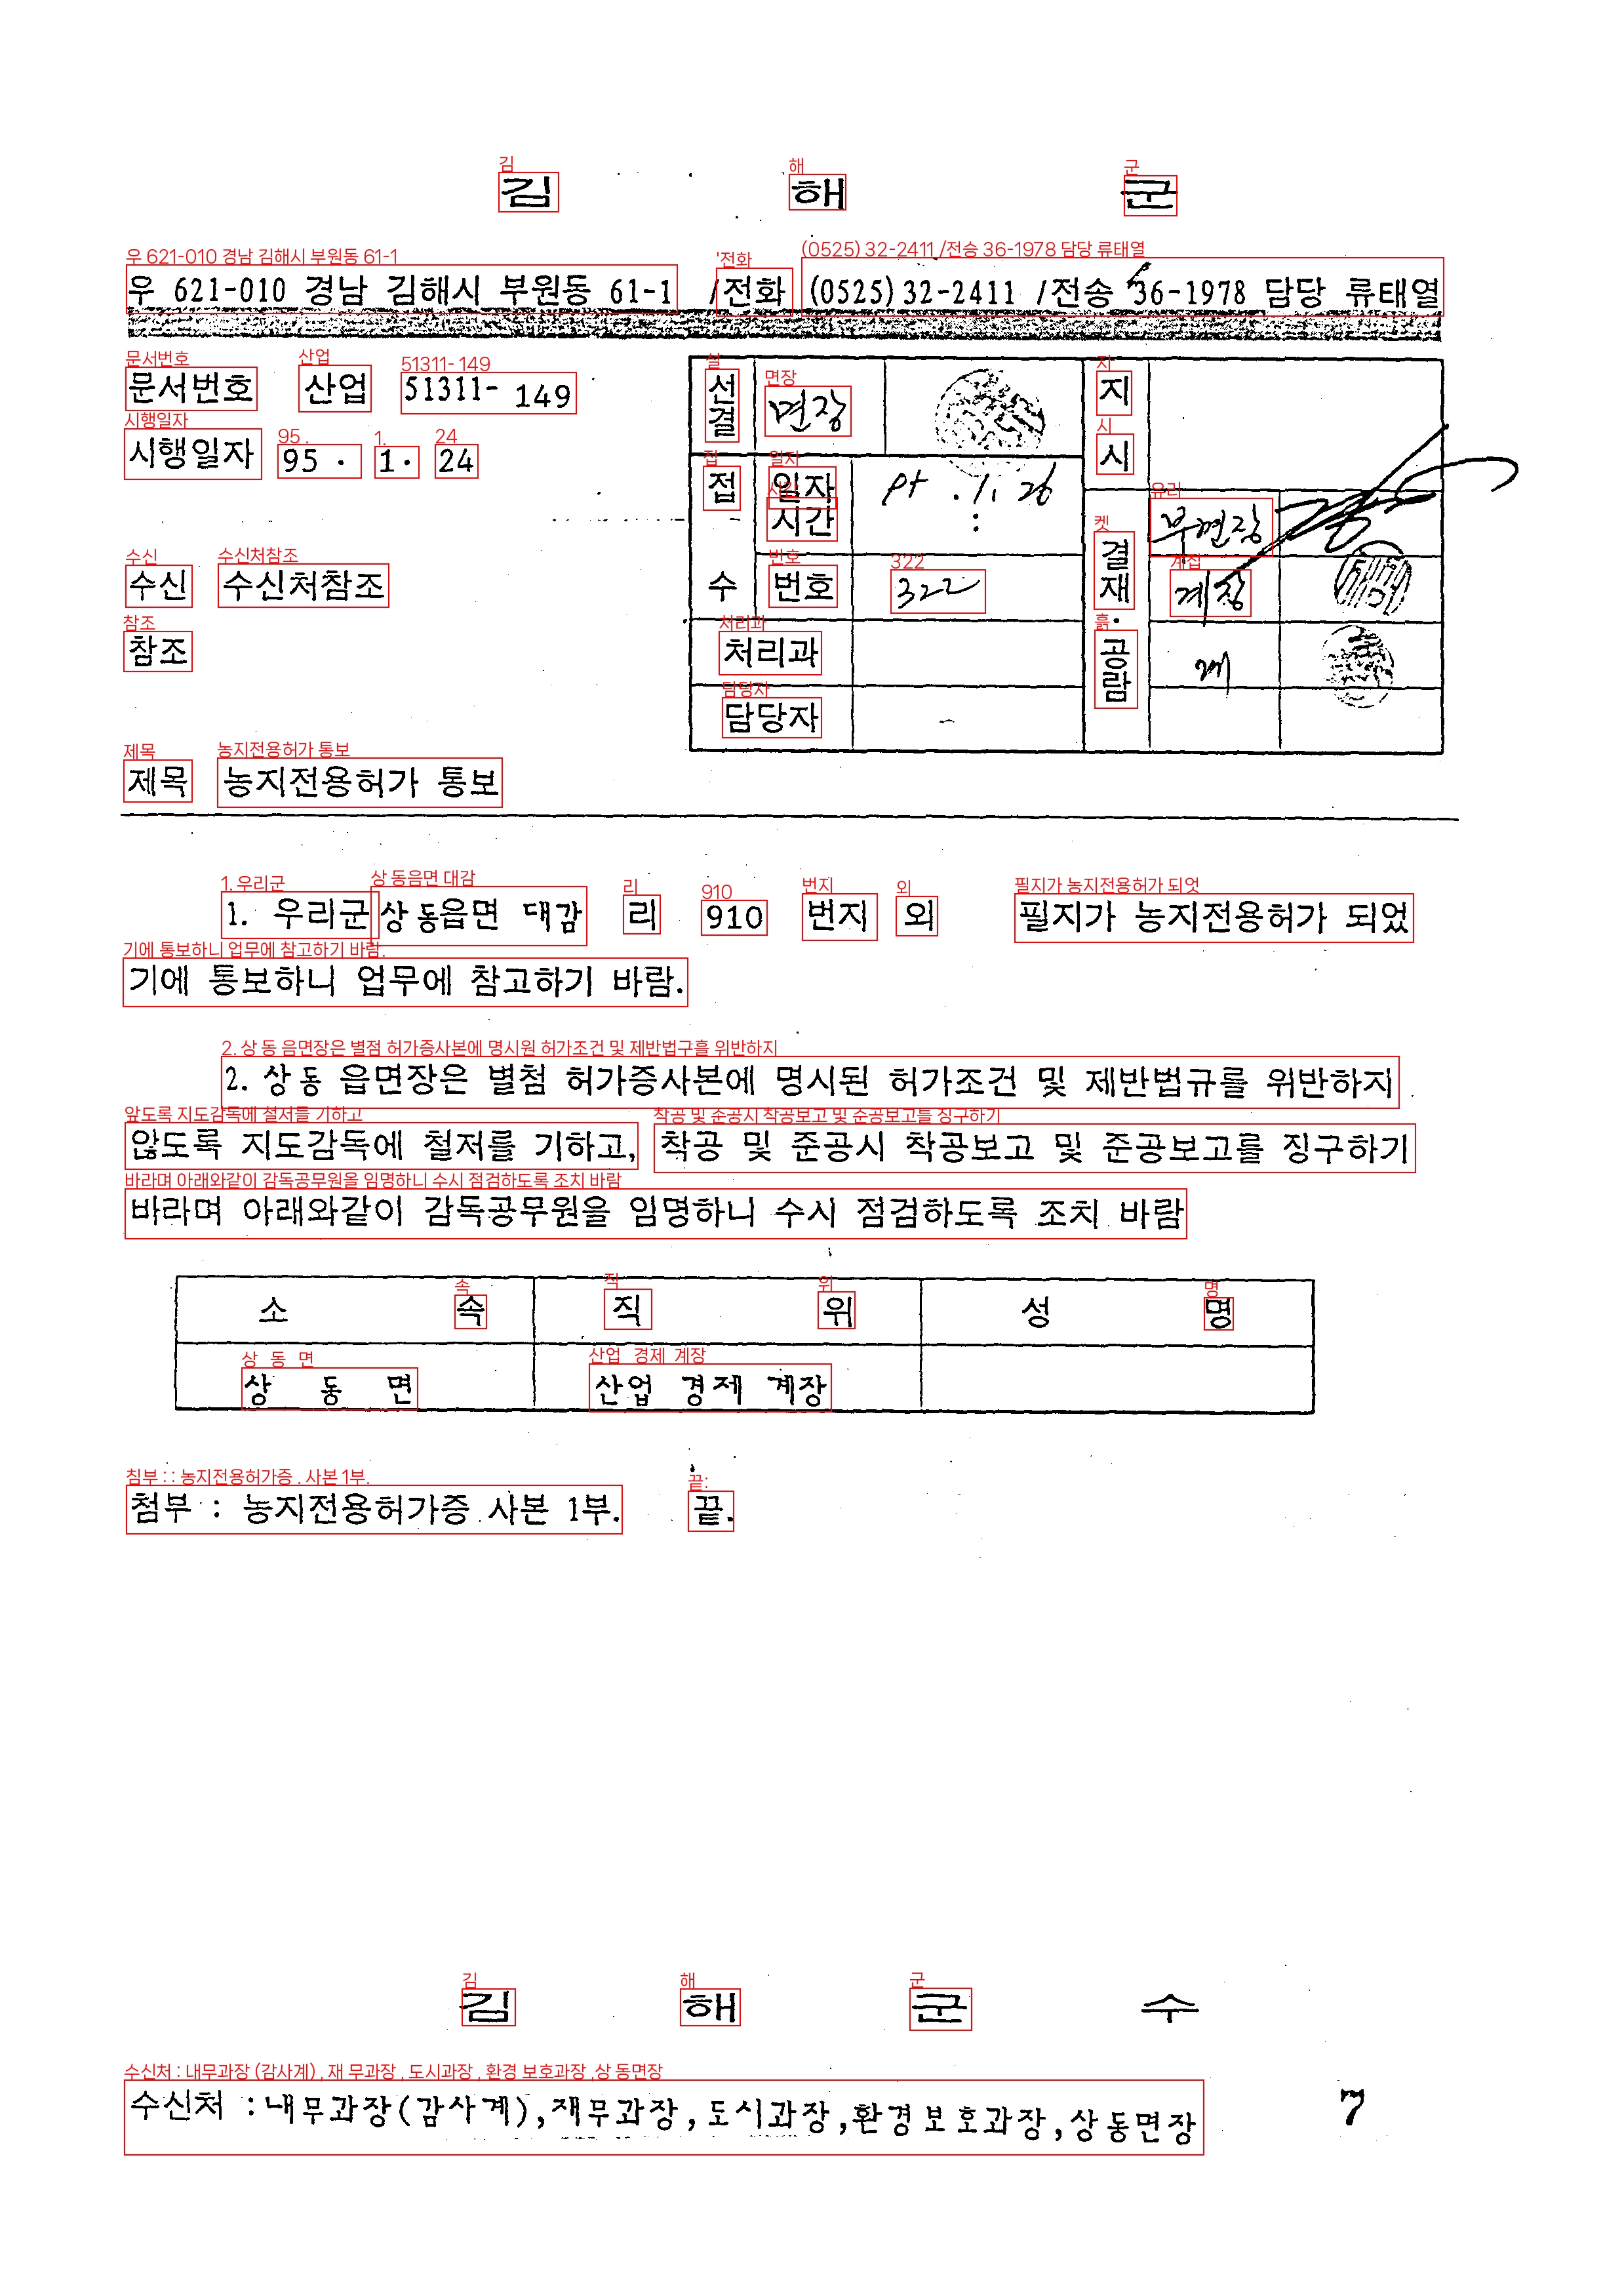 김 해 군
우 621-010 경남 김해시 부원동 61-1 /전화 (0525)32-2411 /전송 36-1978 담당 류태열
문서번호 산업 51311- 149
시행일자 95 . 1. 24
수신 수신처참조
참조
제목 농지전용허가 통보
선결 면장
접수 일자
시간 :
번호 322
처리과
담당자
지시
결재 부면장
계장
공람
1. 우리군 상동읍면 대감 리 910 번지 외 필지가 농지전용허가 되었
기에 통보하니 업무에 참고하기 바람.
2. 상동 읍면장은 별첨 허가증사본에 명시된 허가조건 및 제반법규를 위반하지
않도록 지도감독에 철저를 기하고, 착공 및 준공시 착공보고 및 준공보고를 징구하기
바라며 아래와같이 감독공무원을 임명하니 수시 점검하도록 조치 바람
소 속 직 위 성 명
상 동 면 산업 경제 계장
첨부 : 농지전용허가증 사본 1부. 끝.
김 해 군 수
수신처 : 내무과장(감사계),재무과장,도시과장,환경보호과장,상동면장
7